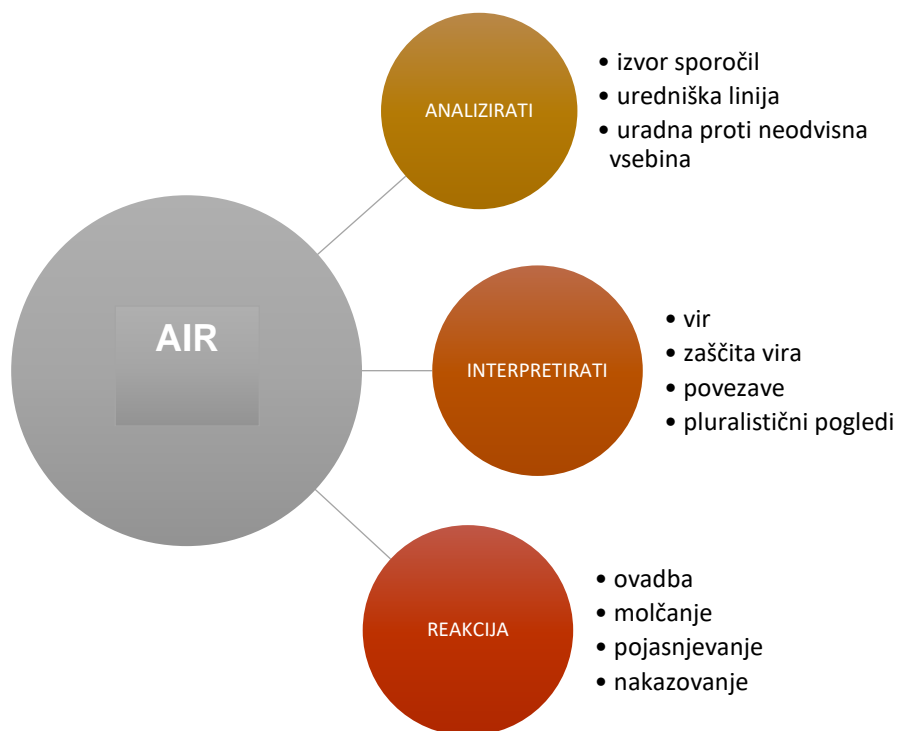 AIR
ANALIZIRATI
• izvor sporočil
• uredniška linija
• uradna proti neodvisna
vsebina
INTERPRETIRATI
• vir
• zaščita vira
• povezave
• pluralistični pogledi
REAKCIJA
• ovadba
• molčanje
• pojasnjevanje
• nakazovanje